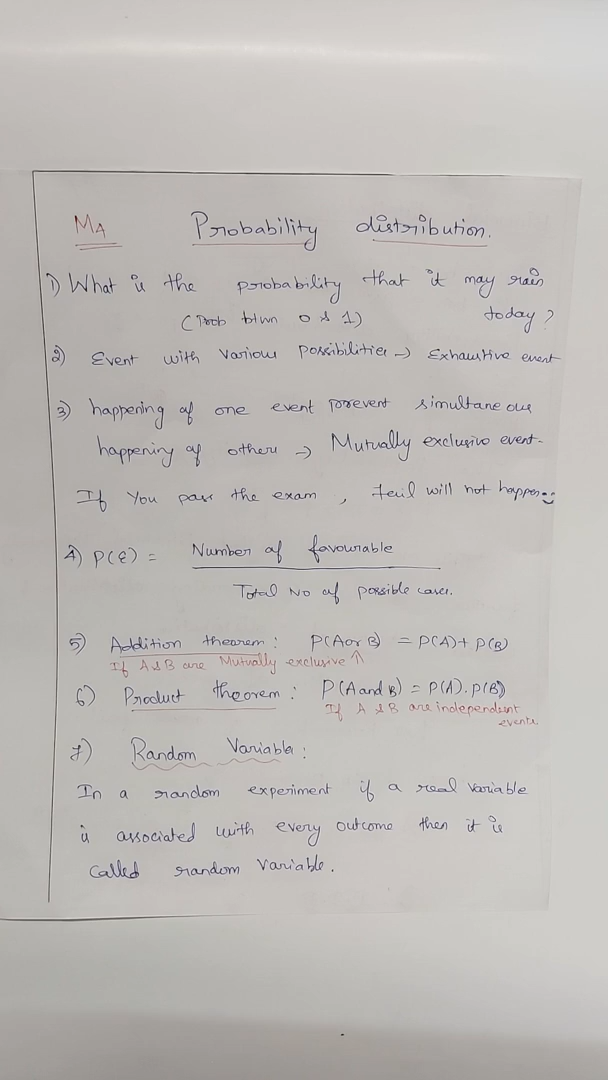 M4 Probability distribution.
1) What is the probability that it may rain
(Prob btwn 0 & 1) today?
2) Event with various possibilities → Exhaustive event
3) happening of one event prevent simultaneous
happening of others → Mutually exclusive event-
If you pass the exam, fail will not happen
4) P(E) = Number of favourable
Total No of possible cases.
5) Addition theorem: P(A or B) = P(A) + P(B)
If A & B are Mutually exclusive ↑
6) Product theorem: P(A and B) = P(A). P(B)
If A & B are independent
events
7) Random Variable:
In a random experiment if a real variable
is associated with every outcome then it is
called random variable.